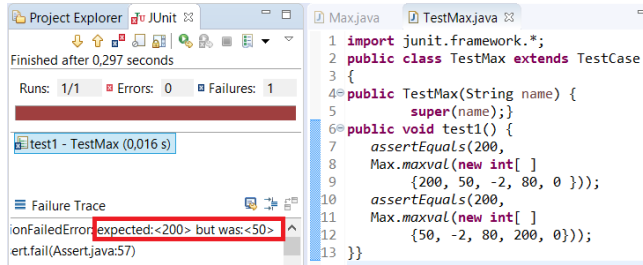 Project Explorer JUnit
Finished after 0,297 seconds
Runs: 1/1 Errors: 0 Failures: 1
test1 - TestMax (0,016 s)
Failure Trace
ionFailedError: expected:<200> but was:<50>
ert.fail(Assert.java:57)
Max.java TestMax.java
1 import junit.framework.*;
2 public class TestMax extends TestCase
3 {
4 public TestMax(String name) {
5 super(name);}
6 public void test1() {
7 assertEquals(200,
8 Max.maxval(new int[ ]
9 {200, 50, -2, 80, 0 }));
10 assertEquals(200,
11 Max.maxval(new int[ ]
12 {50, -2, 80, 200, 0}));
13 }}